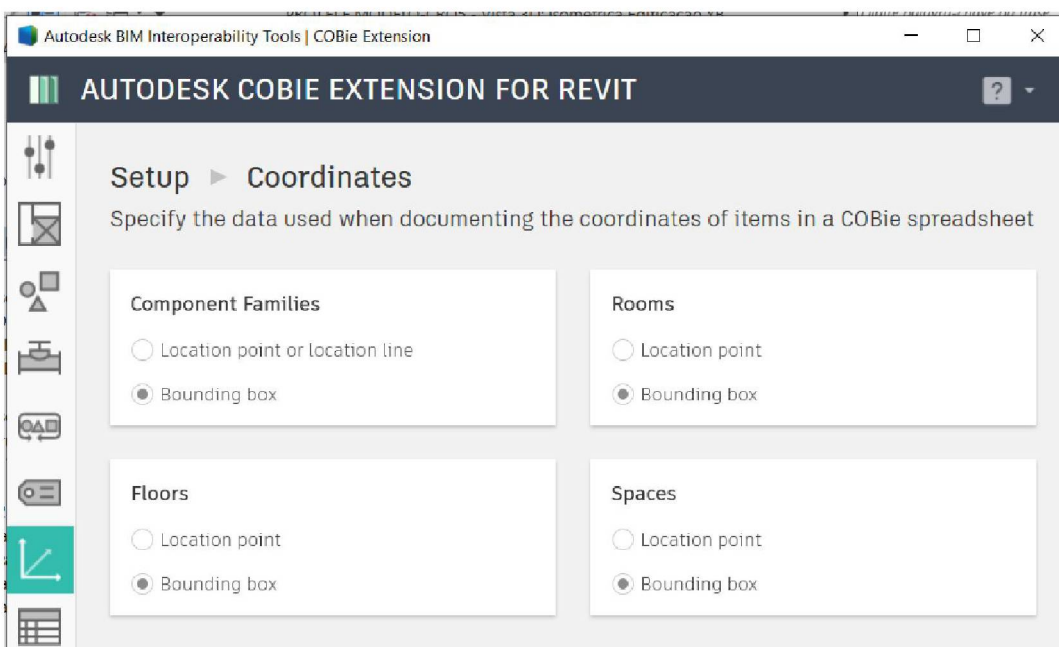 Autodesk BIM Interoperability Tools | COBie Extension
AUTODESK COBIE EXTENSION FOR REVIT
?
Setup ► Coordinates
Specify the data used when documenting the coordinates of items in a COBie spreadsheet
Component Families
Location point or location line
Bounding box
Rooms
Location point
Bounding box
Floors
Location point
Bounding box
Spaces
Location point
Bounding box